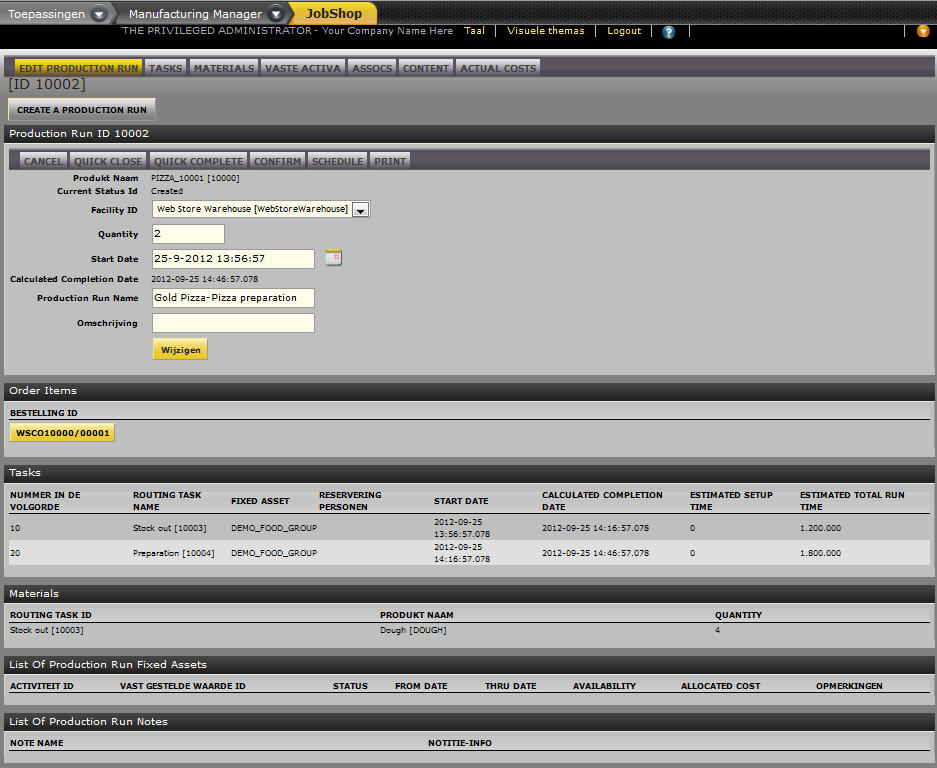 Toepassingen Manufacturing Manager JobShop
THE PRIVILEGED ADMINISTRATOR - Your Company Name Here Taal Visuele themas Logout ?
EDIT PRODUCTION RUN TASKS MATERIALS VASTE ACTIVA ASSOCS CONTENT ACTUAL COSTS
[ID 10002]
CREATE A PRODUCTION RUN
Production Run ID 10002
CANCEL QUICK CLOSE QUICK COMPLETE CONFIRM SCHEDULE PRINT
Produkt Naam PIZZA_10001 [10000]
Current Status Id Created
Facility ID Web Store Warehouse [WebStoreWarehouse]
Quantity 2
Start Date 25-9-2012 13:56:57
Calculated Completion Date 2012-09-25 14:46:57.078
Production Run Name Gold Pizza-Pizza preparation
Omschrijving
Wijzigen
Order Items
BESTELLING ID
WSCO10000/00001
Tasks
NUMMER IN DE VOLGORDE ROUTING TASK NAME FIXED ASSET RESERVERING PERSONEN START DATE CALCULATED COMPLETION DATE ESTIMATED SETUP TIME ESTIMATED TOTAL RUN TIME
10 Stock out [10003] DEMO_FOOD_GROUP 2012-09-25 13:56:57.078 2012-09-25 14:16:57.078 0 1.200.000
20 Preparation [10004] DEMO_FOOD_GROUP 2012-09-25 14:16:57.078 2012-09-25 14:46:57.078 0 1.800.000
Materials
ROUTING TASK ID PRODUKT NAAM QUANTITY
Stock out [10003] Dough [DOUGH] 4
List Of Production Run Fixed Assets
ACTIVITEIT ID VAST GESTELDE WAARDE ID STATUS FROM DATE THRU DATE AVAILABILITY ALLOCATED COST OPMERKINGEN
List Of Production Run Notes
NOTE NAME NOTITIE-INFO